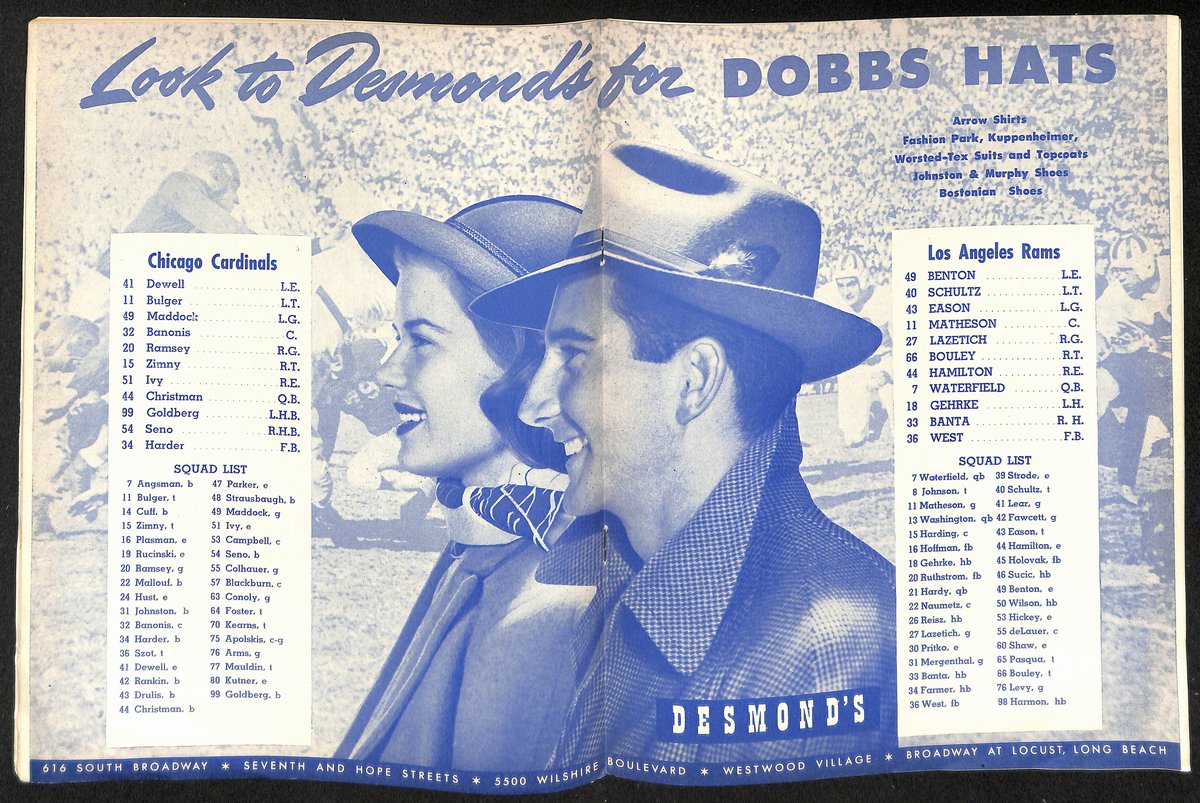 Look to Desmond's for DOBBS HATS
Arrow Shirts
Fashion Park, Kuppenheimer,
Worsted-Tex Suits and Topcoats
Johnston & Murphy Shoes
Bostonian Shoes
Chicago Cardinals
41 Dewell L.E.
11 Bulger L.T.
49 Maddock L.G.
32 Banonis C.
20 Ramsey R.G.
15 Zimny R.T.
51 Ivy R.E.
44 Christman Q.B.
99 Goldberg L.H.B.
54 Seno R.H.B.
34 Harder F.B.
SQUAD LIST
7 Angsman, b
11 Bulger, t
14 Cuff, b
15 Zimny, t
16 Plasman, e
19 Rucinski, e
20 Ramsey, g
22 Mallouf, b
24 Hust, e
31 Johnston, b
32 Banonis, c
34 Harder, b
36 Szot, t
41 Dewell, e
42 Rankin, b
43 Drulis, b
44 Christman, b
47 Parker, e
48 Strausbaugh, b
49 Maddock, g
51 Ivy, e
53 Campbell, c
54 Seno, b
55 Colhauer, g
57 Blackburn, c
63 Conoly, g
64 Foster, t
70 Kearns, t
75 Apolskis, c-g
76 Arms, g
77 Mauldin, t
80 Kutner, e
99 Goldberg, b
Los Angeles Rams
49 BENTON L.E.
40 SCHULTZ L.T.
43 EASON L.G.
11 MATHESON C.
27 LAZETICH R.G.
66 BOULEY R.T.
44 HAMILTON R.E.
7 WATERFIELD Q.B.
18 GEHRKE L.H.
33 BANTA R. H.
36 WEST F.B.
SQUAD LIST
7 Waterfield, qb
8 Johnson, t
11 Matheson, g
13 Washington, qb
15 Harding, c
16 Hoffman, fb
18 Gehrke, hb
20 Ruthstrom, fb
21 Hardy, qb
22 Naumetz, c
26 Reisz, hb
27 Lazetich, g
30 Pritko, e
31 Mergenthal, g
33 Banta, hb
34 Farmer, hb
36 West, fb
39 Strode, e
40 Schultz, t
41 Lear, g
42 Fawcett, g
43 Eason, t
44 Hamilton, e
45 Holovak, fb
46 Sucic, hb
49 Benton, e
50 Wilson, hb
53 Hickey, e
55 deLauer, c
60 Shaw, e
65 Pasqua, t
66 Bouley, t
76 Levy, g
98 Harmon, hb
DESMOND'S
616 SOUTH BROADWAY * SEVENTH AND HOPE STREETS * 5500 WILSHIRE BOULEVARD * WESTWOOD VILLAGE * BROADWAY AT LOCUST, LONG BEACH